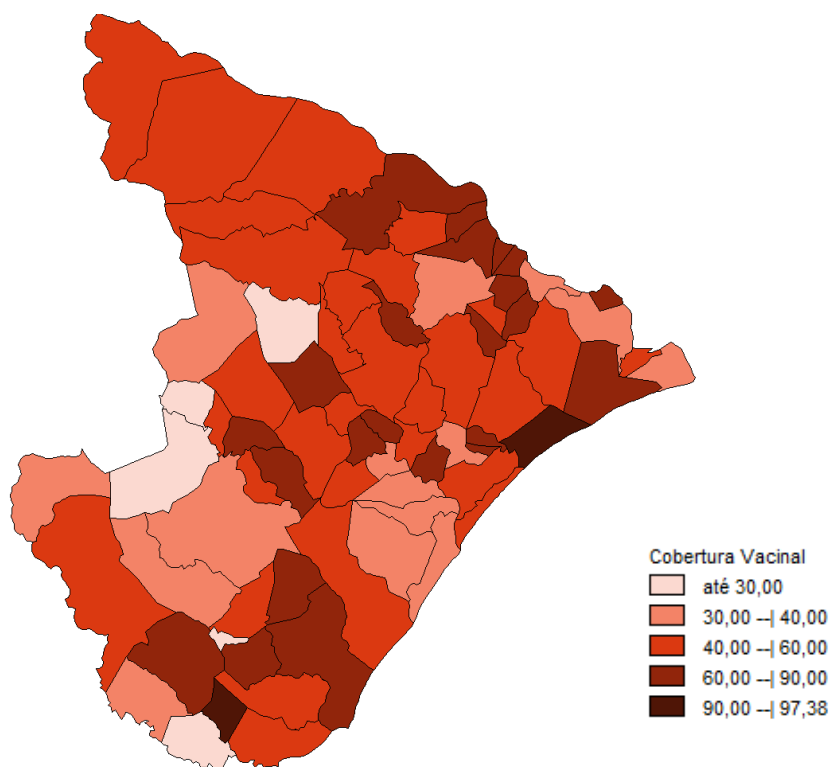 Cobertura Vacinal
até 30,00
30,00 --| 40,00
40,00 --| 60,00
60,00 --| 90,00
90,00 --| 97,38